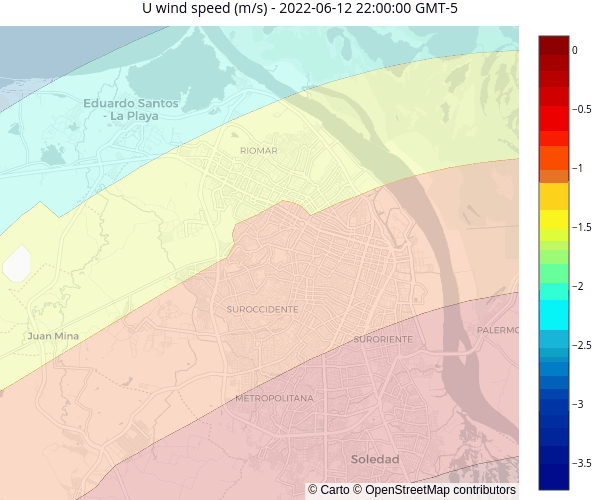 U wind speed (m/s) - 2022-06-12 22:00:00 GMT-5
0
Eduardo Santos
- La Playa
−0.5
RIOMAR
−1
−1.5
−2
SUROCCIDENTE
PALERMO
Juan Mina
SURORIENTE
−2.5
METROPOLITANA
−3
Soledad
−3.5
© Carto © OpenStreetMap contributors